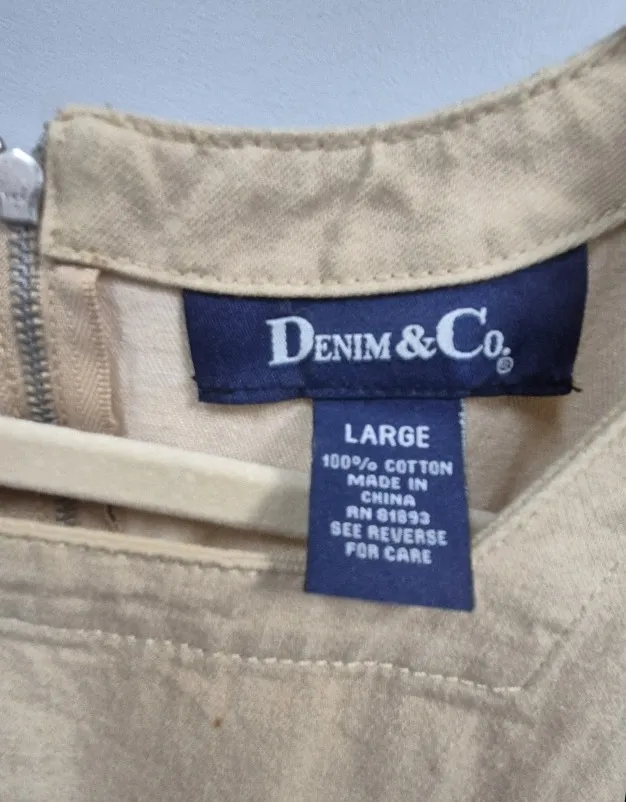 DENIM & CO.®
LARGE
100% COTTON
MADE IN
CHINA
RN 81893
SEE REVERSE
FOR CARE